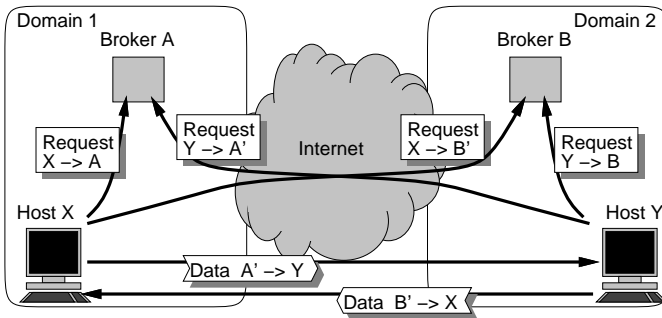 Domain 1
Domain 2
Broker A
Broker B
Request
X –> A
Request
Y –> A'
Internet
Request
X –> B'
Request
Y –> B
Host X
Host Y
Data A' –> Y
Data B' –> X